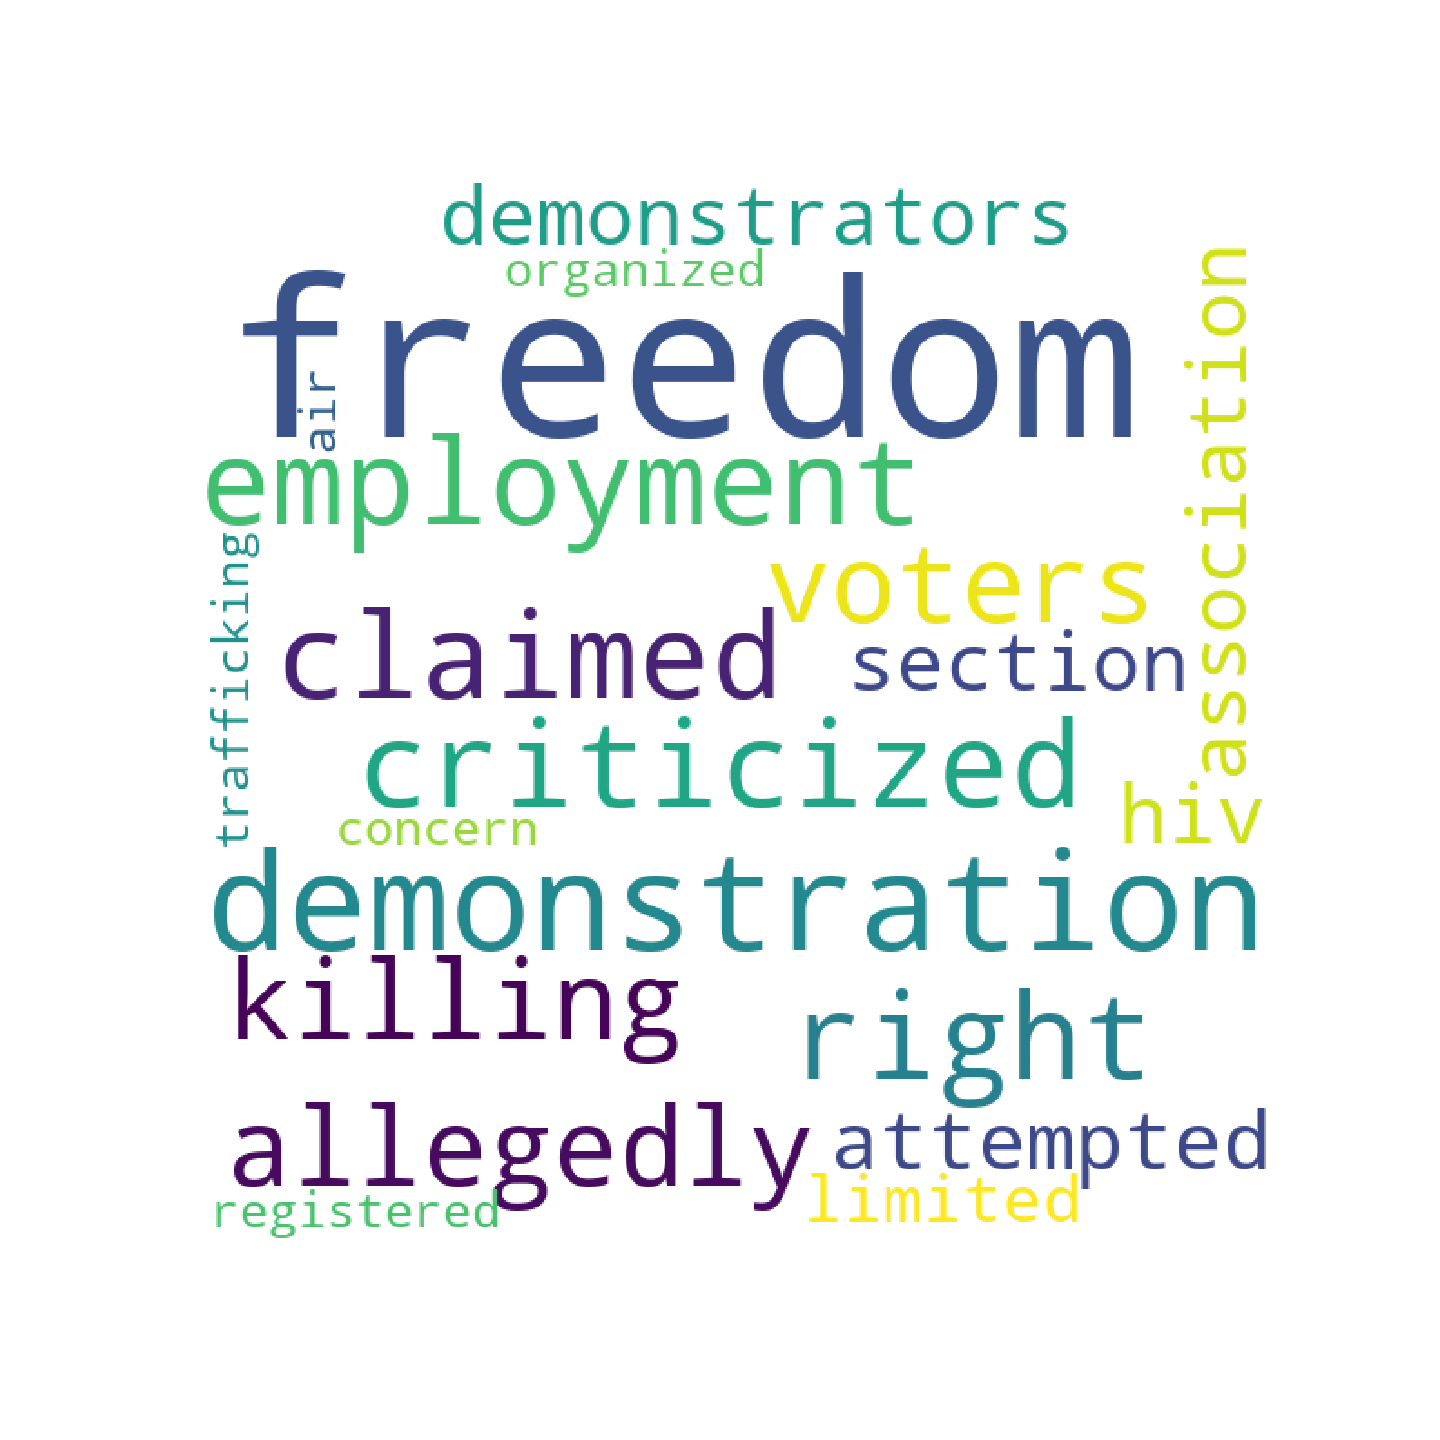 demonstrators
organized
freedom
air
association
employment
voters
trafficking
claimed
section
criticized
hiv
concern
demonstration
killing
right
allegedly
attempted
limited
registered